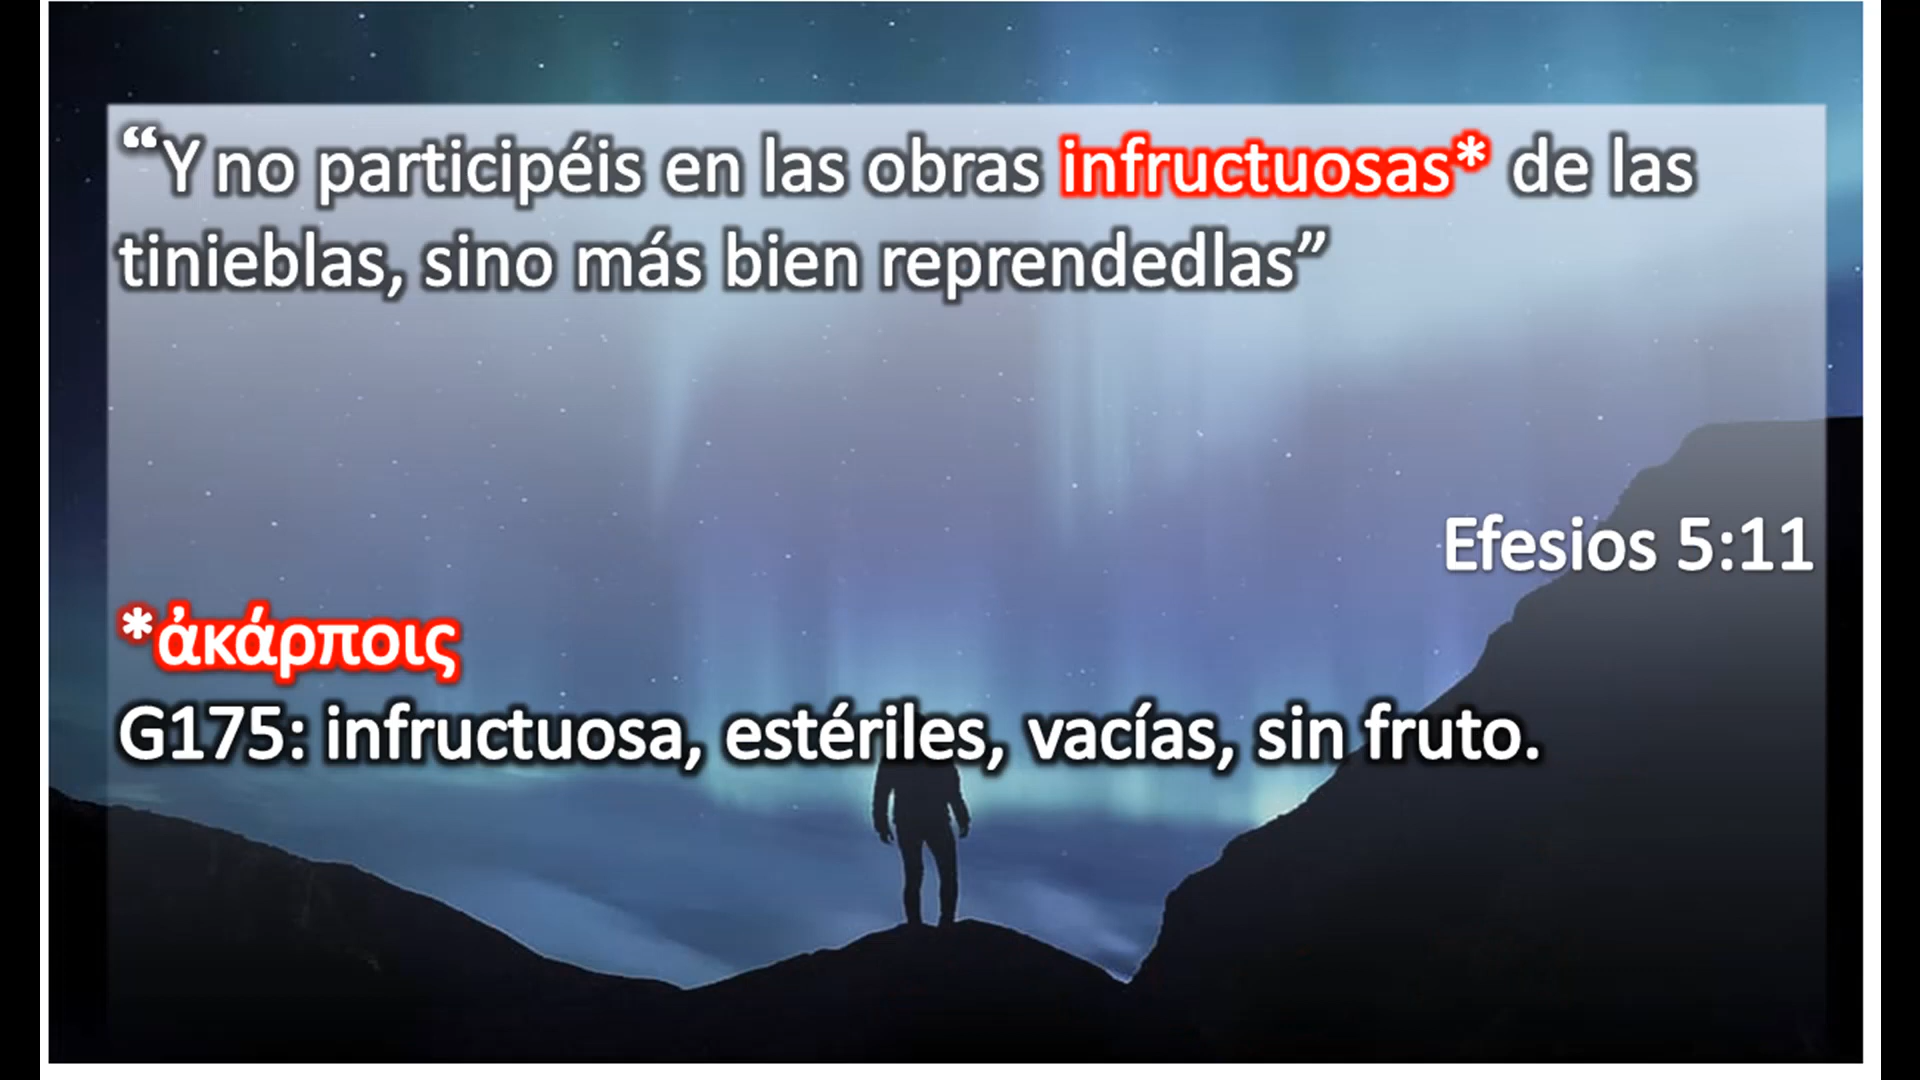 “Y no participéis en las obras infructuosas* de las
tinieblas, sino más bien reprendedlas”
Efesios 5:11
*ἀκάρποις
G175: infructuosa, estériles, vacías, sin fruto.